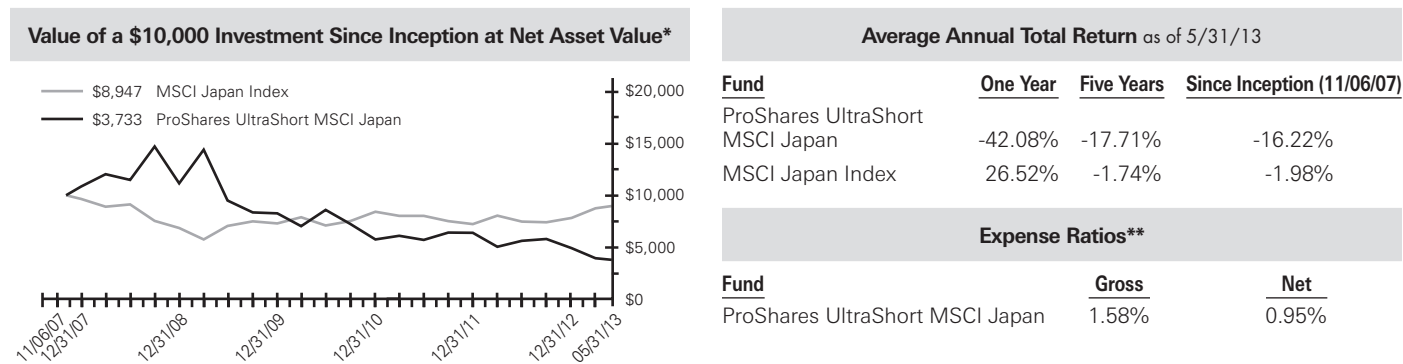 Value of a $10,000 Investment Since Inception at Net Asset Value*
$8,947 MSCI Japan Index
$3,733 ProShares UltraShort MSCI Japan
$20,000
$15,000
$10,000
$5,000
$0
11/06/07
12/31/07
12/31/08
12/31/09
12/31/10
12/31/11
12/31/12
05/31/13
Average Annual Total Return as of 5/31/13
Fund One Year Five Years Since Inception (11/06/07)
ProShares UltraShort
MSCI Japan -42.08% -17.71% -16.22%
MSCI Japan Index 26.52% -1.74% -1.98%
Expense Ratios**
Fund Gross Net
ProShares UltraShort MSCI Japan 1.58% 0.95%